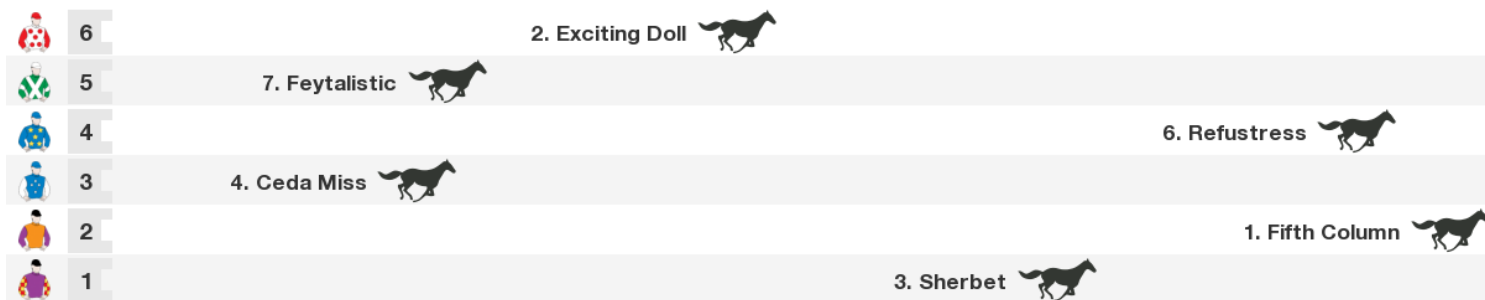 6 2. Exciting Doll
5 7. Feytalistic
4 6. Refustress
3 4. Ceda Miss
2 1. Fifth Column
1 3. Sherbet